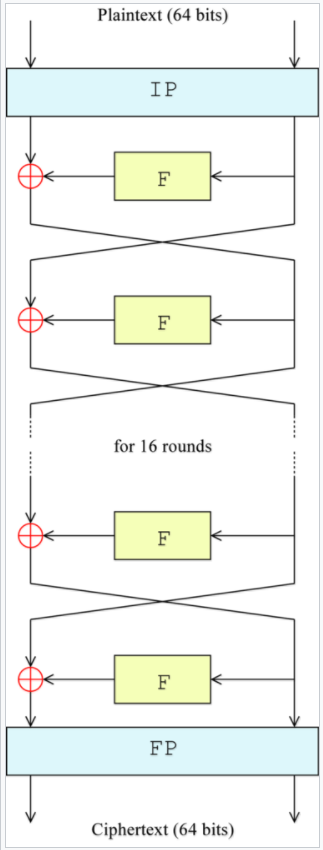 Plaintext (64 bits)
IP
F
F
for 16 rounds
F
F
FP
Ciphertext (64 bits)